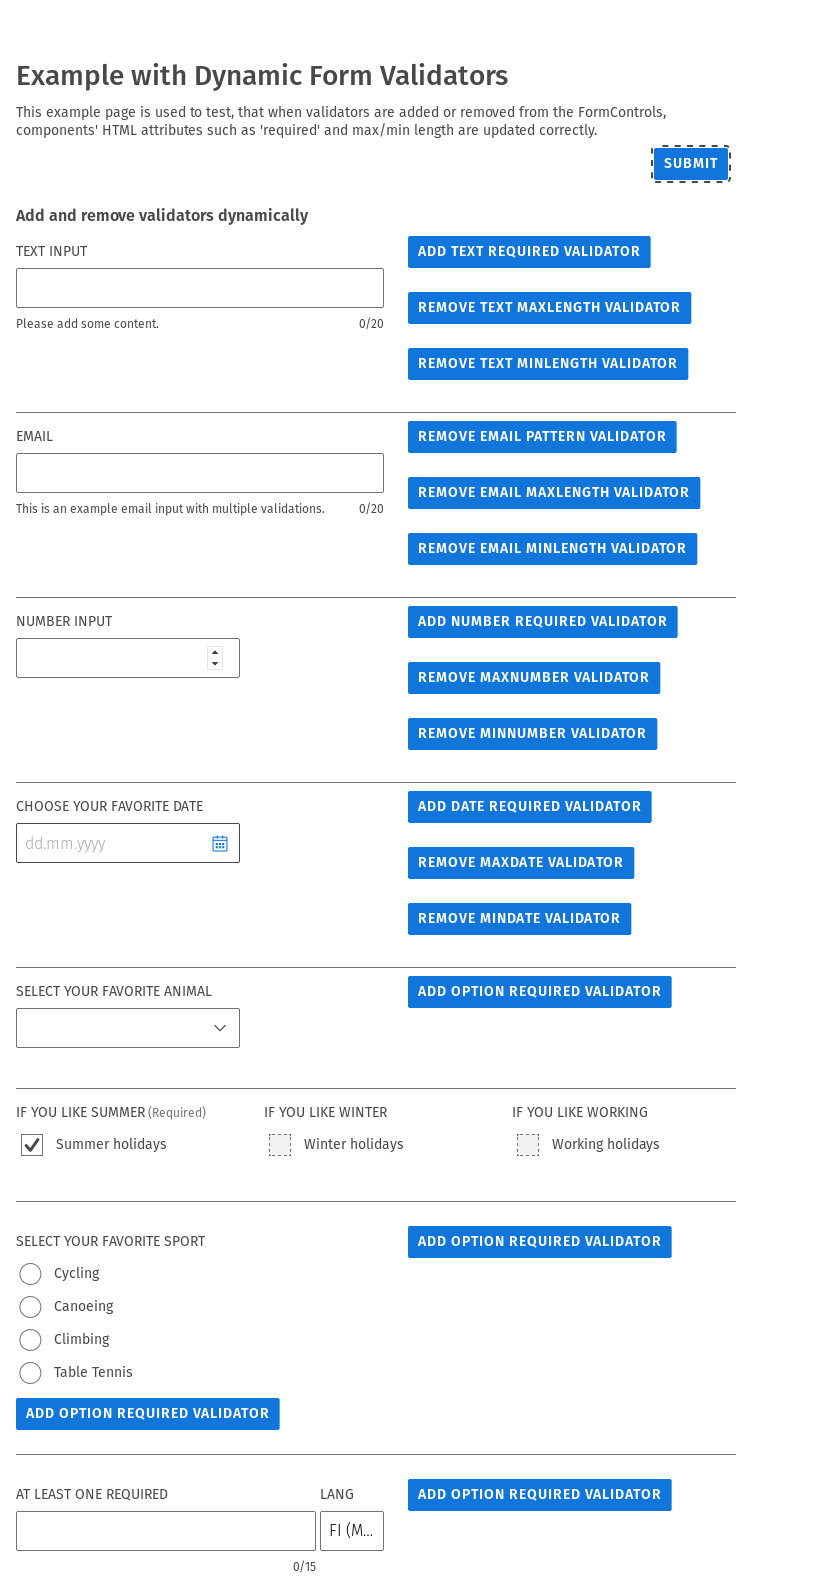 Example with Dynamic Form Validators
This example page is used to test, that when validators are added or removed from the FormControls,
components' HTML attributes such as 'required' and max/min length are updated correctly.
SUBMIT
Add and remove validators dynamically
TEXT INPUT
ADD TEXT REQUIRED VALIDATOR
Please add some content. 0/20
REMOVE TEXT MAXLENGTH VALIDATOR
REMOVE TEXT MINLENGTH VALIDATOR
EMAIL
REMOVE EMAIL PATTERN VALIDATOR
This is an example email input with multiple validations. 0/20
REMOVE EMAIL MAXLENGTH VALIDATOR
REMOVE EMAIL MINLENGTH VALIDATOR
NUMBER INPUT
ADD NUMBER REQUIRED VALIDATOR
REMOVE MAXNUMBER VALIDATOR
REMOVE MINNUMBER VALIDATOR
CHOOSE YOUR FAVORITE DATE
dd.mm.yyyy
ADD DATE REQUIRED VALIDATOR
REMOVE MAXDATE VALIDATOR
REMOVE MINDATE VALIDATOR
SELECT YOUR FAVORITE ANIMAL
ADD OPTION REQUIRED VALIDATOR
IF YOU LIKE SUMMER (Required)
Summer holidays
IF YOU LIKE WINTER
Winter holidays
IF YOU LIKE WORKING
Working holidays
SELECT YOUR FAVORITE SPORT
Cycling
Canoeing
Climbing
Table Tennis
ADD OPTION REQUIRED VALIDATOR
ADD OPTION REQUIRED VALIDATOR
AT LEAST ONE REQUIRED
LANG
FI (M...
0/15
ADD OPTION REQUIRED VALIDATOR